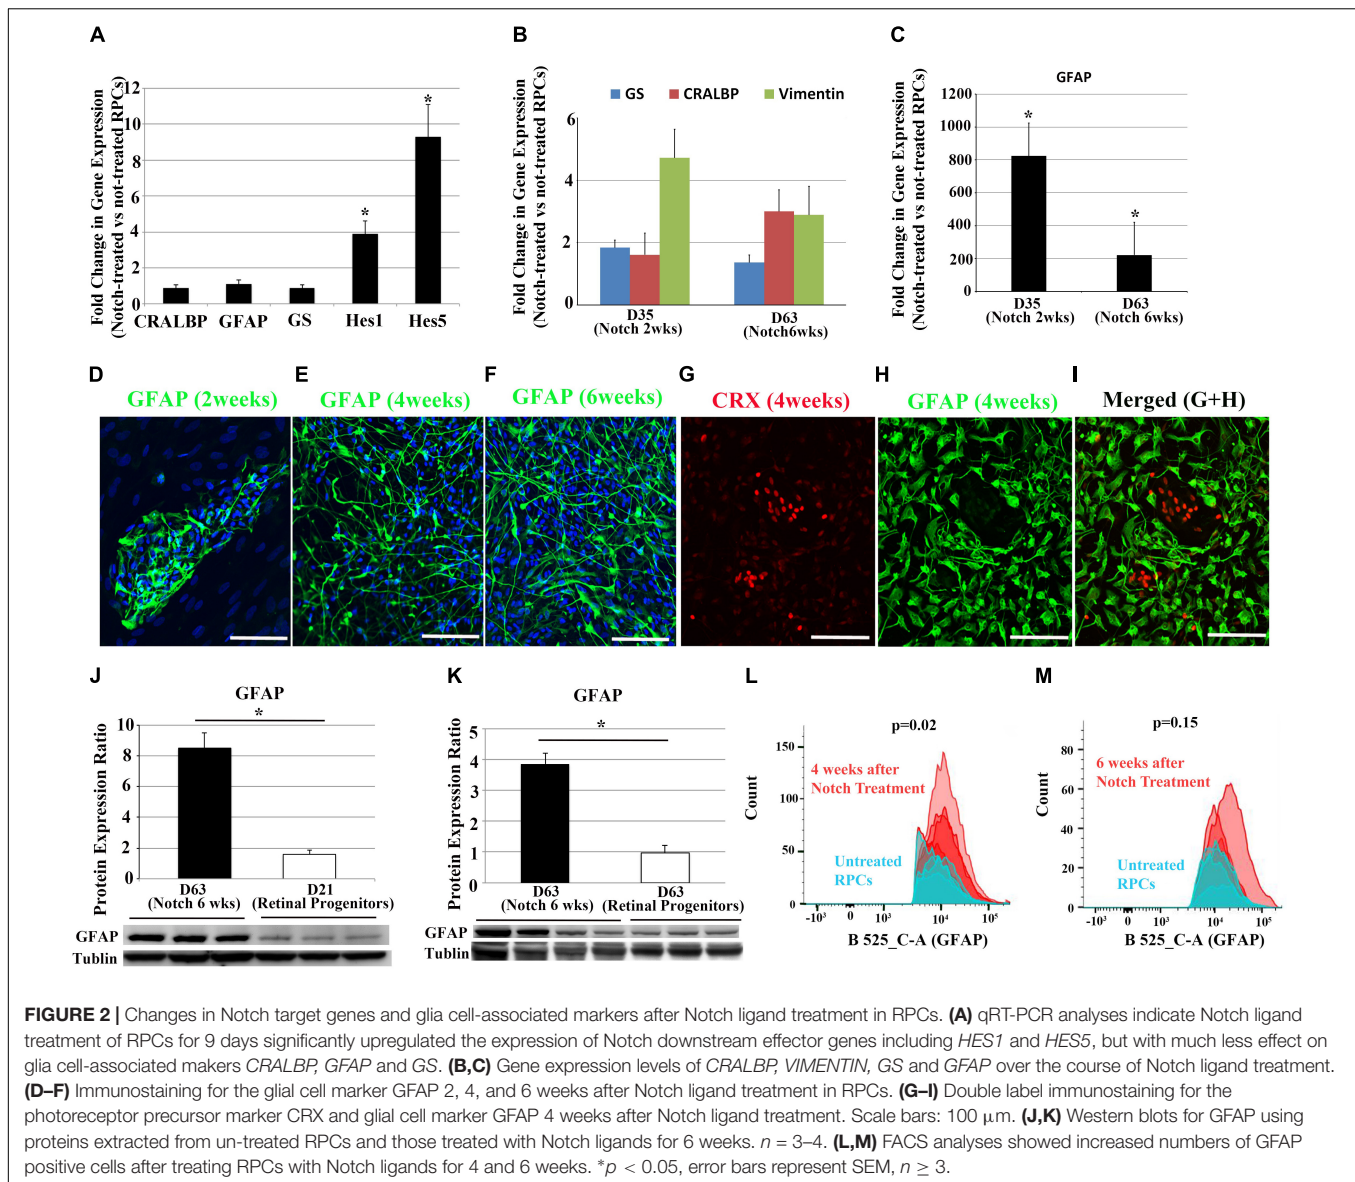 A
Fold Change in Gene Expression
(Notch-treated vs not-treated RPCs)
12
10
8
6
4
2
0
*
*
CRALBP GFAP GS Hes1 Hes5
B
GS CRALBP Vimentin
Fold Change in Gene Expression
(Notch-treated vs not-treated RPCs)
6
4
2
0
D35
(Notch 2wks)
D63
(Notch6wks)
C
GFAP
Fold Change in Gene Expression
(Notch-treated vs not-treated RPCs)
1200
1000
800
600
400
200
0
*
*
D35
(Notch 2wks)
D63
(Notch 6wks)
D
GFAP (2weeks)
E
GFAP (4weeks)
F
GFAP (6weeks)
G
CRX (4weeks)
H
GFAP (4weeks)
I
Merged (G+H)
J
GFAP
Protein Expression Ratio
10
8
6
4
2
0
*
D63
(Notch 6 wks)
D21
(Retinal Progenitors)
GFAP
Tublin
K
GFAP
Protein Expression Ratio
5
4
3
2
1
0
*
D63
(Notch 6 wks)
D63
(Retinal Progenitors)
GFAP
Tublin
L
p=0.02
Count
150
100
50
0
4 weeks after
Notch Treatment
Untreated
RPCs
-10³ 0 10³ 10⁴ 10⁵
B 525_C-A (GFAP)
M
p=0.15
Count
80
60
40
20
0
6 weeks after
Notch Treatment
Untreated
RPCs
-10³ 0 10³ 10⁴ 10⁵
B 525_C-A (GFAP)
FIGURE 2 | Changes in Notch target genes and glia cell-associated markers after Notch ligand treatment in RPCs. (A) qRT-PCR analyses indicate Notch ligand
treatment of RPCs for 9 days significantly upregulated the expression of Notch downstream effector genes including HES1 and HES5, but with much less effect on
glia cell-associated makers CRALBP, GFAP and GS. (B,C) Gene expression levels of CRALBP, VIMENTIN, GS and GFAP over the course of Notch ligand treatment.
(D–F) Immunostaining for the glial cell marker GFAP 2, 4, and 6 weeks after Notch ligand treatment in RPCs. (G–I) Double label immunostaining for the
photoreceptor precursor marker CRX and glial cell marker GFAP 4 weeks after Notch ligand treatment. Scale bars: 100 μm. (J,K) Western blots for GFAP using
proteins extracted from un-treated RPCs and those treated with Notch ligands for 6 weeks. n = 3–4. (L,M) FACS analyses showed increased numbers of GFAP
positive cells after treating RPCs with Notch ligands for 4 and 6 weeks. *p < 0.05, error bars represent SEM, n ≥ 3.